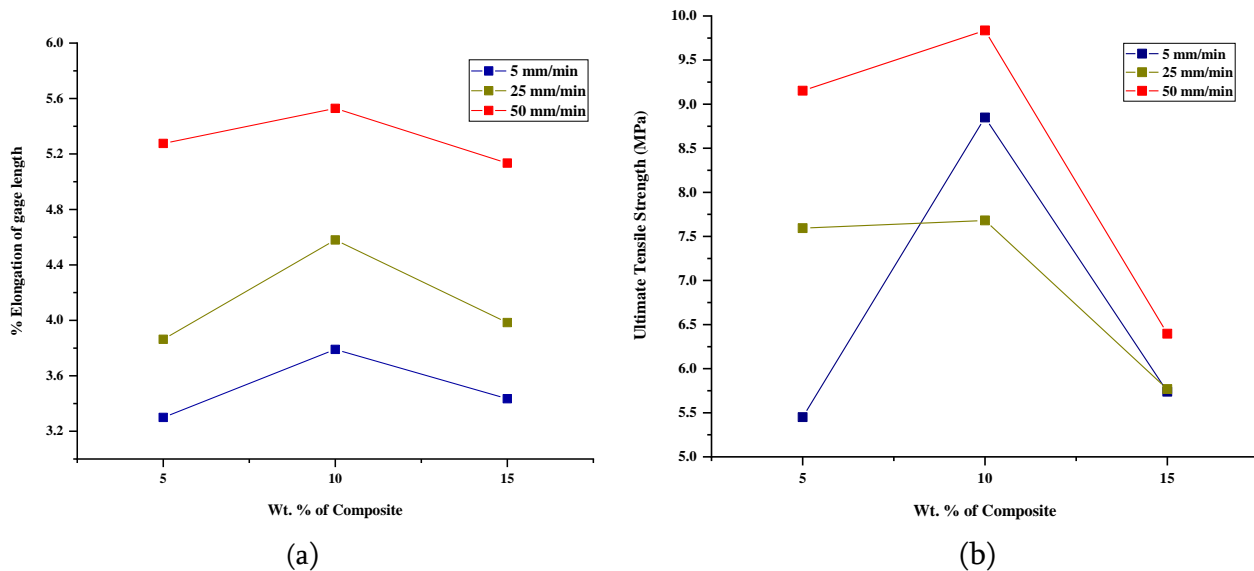 6.0
5.6
5.2
4.8
4.4
4.0
3.6
3.2
% Elongation of gage length
5 mm/min
25 mm/min
50 mm/min
5 10 15
Wt. % of Composite
(a)
10.0
9.5
9.0
8.5
8.0
7.5
7.0
6.5
6.0
5.5
5.0
Ultimate Tensile Strength (MPa)
5 mm/min
25 mm/min
50 mm/min
5 10 15
Wt. % of Composite
(b)